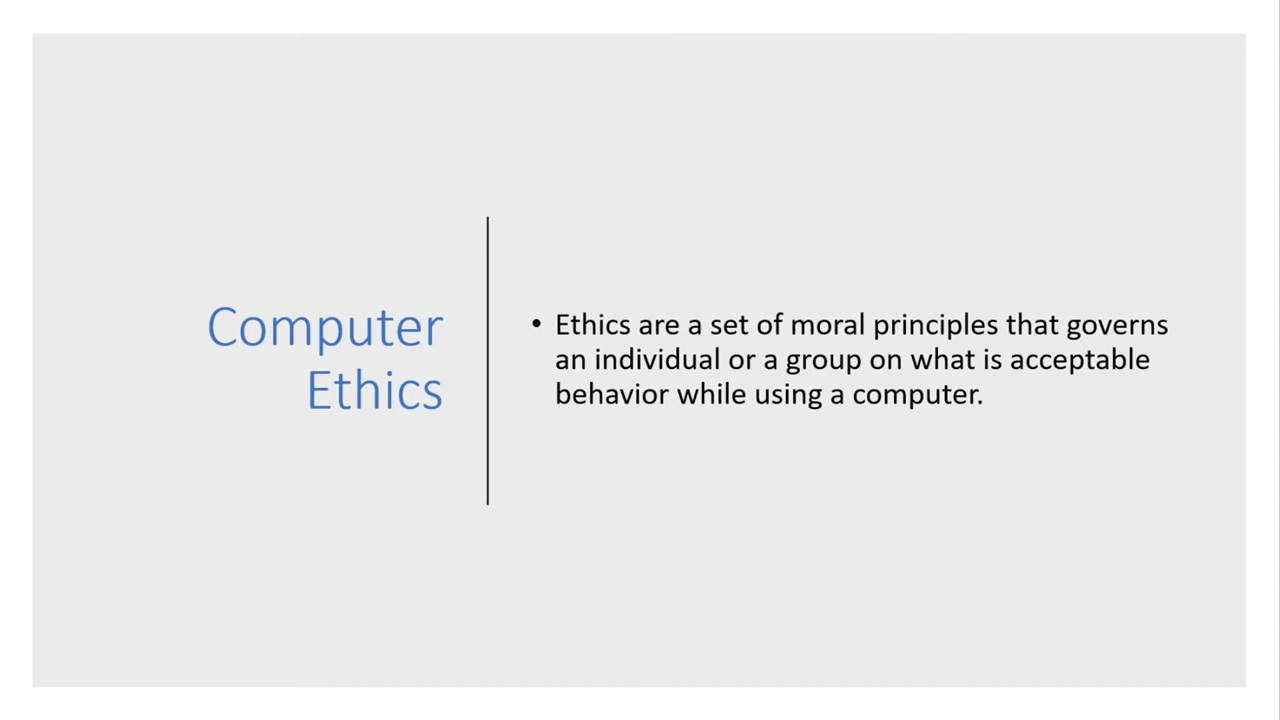 Computer
Ethics
• Ethics are a set of moral principles that governs
an individual or a group on what is acceptable
behavior while using a computer.